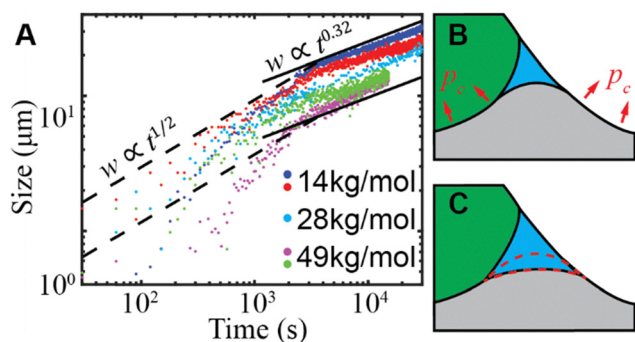 A
w ∝ t^0.32
w ∝ t^1/2
Size (μm)
10^1
10^0
14kg/mol
28kg/mol
49kg/mol
10^2
10^3
10^4
Time (s)
B
p_c
p_c
C